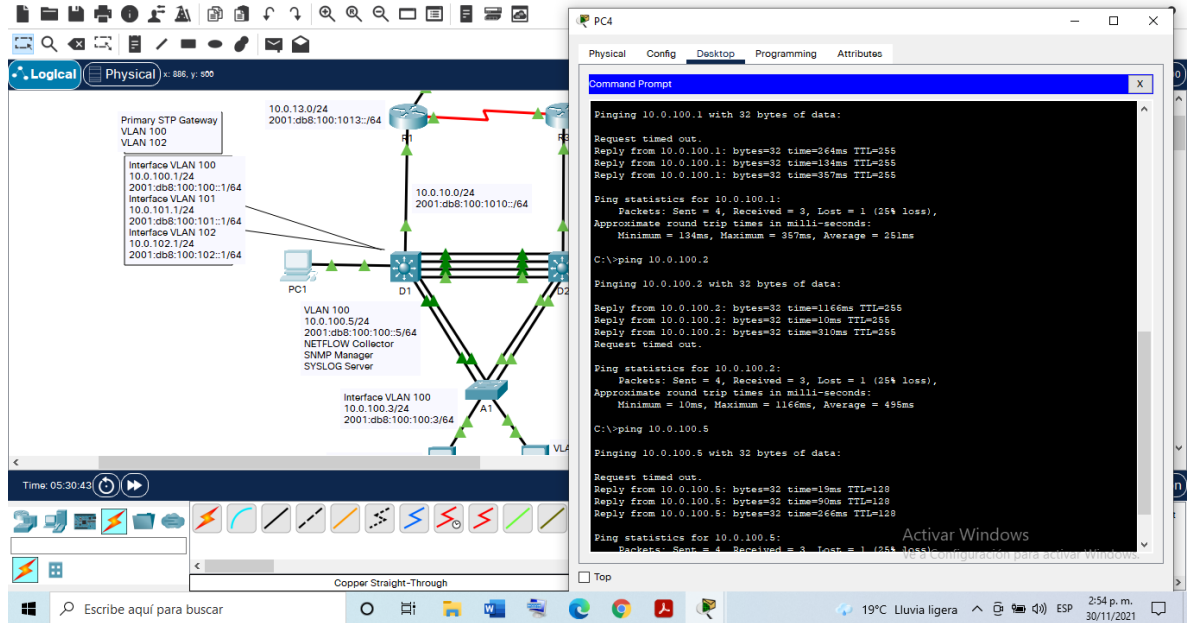 Logical
Physical
x: 886, y: 500
Primary STP Gateway
VLAN 100
VLAN 102
Interface VLAN 100
10.0.100.1/24
2001:db8:100:100::1/64
Interface VLAN 101
10.0.101.1/24
2001:db8:100:101::1/64
Interface VLAN 102
10.0.102.1/24
2001:db8:100:102::1/64
10.0.13.0/24
2001:db8:100:1013::/64
R1
10.0.10.0/24
2001:db8:100:1010::/64
PC1
D1
D2
VLAN 100
10.0.100.5/24
2001:db8:100:100::5/64
NETFLOW Collector
SNMP Manager
SYSLOG Server
Interface VLAN 100
10.0.100.3/24
2001:db8:100:100:3/64
A1
VLA
Time: 05:30:43
Copper Straight-Through
PC4
Physical
Config
Desktop
Programming
Attributes
Command Prompt
X
Pinging 10.0.100.1 with 32 bytes of data:
Request timed out.
Reply from 10.0.100.1: bytes=32 time=264ms TTL=255
Reply from 10.0.100.1: bytes=32 time=134ms TTL=255
Reply from 10.0.100.1: bytes=32 time=357ms TTL=255
Ping statistics for 10.0.100.1:
Packets: Sent = 4, Received = 3, Lost = 1 (25% loss),
Approximate round trip times in milli-seconds:
Minimum = 134ms, Maximum = 357ms, Average = 251ms
C:\>ping 10.0.100.2
Pinging 10.0.100.2 with 32 bytes of data:
Reply from 10.0.100.2: bytes=32 time=1166ms TTL=255
Reply from 10.0.100.2: bytes=32 time=10ms TTL=255
Reply from 10.0.100.2: bytes=32 time=310ms TTL=255
Request timed out.
Ping statistics for 10.0.100.2:
Packets: Sent = 4, Received = 3, Lost = 1 (25% loss),
Approximate round trip times in milli-seconds:
Minimum = 10ms, Maximum = 1166ms, Average = 495ms
C:\>ping 10.0.100.5
Pinging 10.0.100.5 with 32 bytes of data:
Request timed out.
Reply from 10.0.100.5: bytes=32 time=19ms TTL=128
Reply from 10.0.100.5: bytes=32 time=90ms TTL=128
Reply from 10.0.100.5: bytes=32 time=266ms TTL=128
Ping statistics for 10.0.100.5:
Packets: Sent = 4, Received = 3, Lost = 1 (25% loss),
Activar Windows
Ve a Configuración para activar Windows.
Top
Escribe aquí para buscar
19°C Lluvia ligera
ESP
2:54 p. m.
30/11/2021